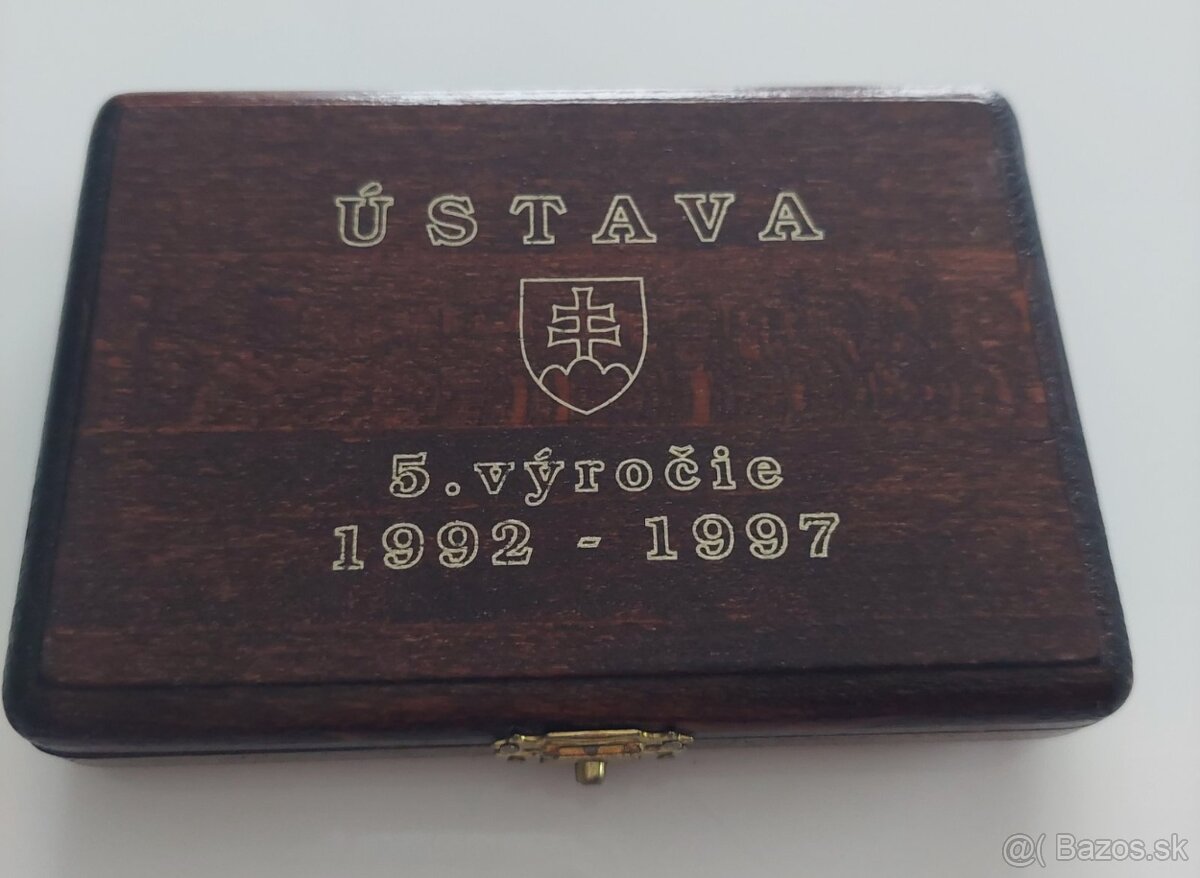 ÚSTAVA
5. výročie
1992 - 1997
@( Bazos.sk